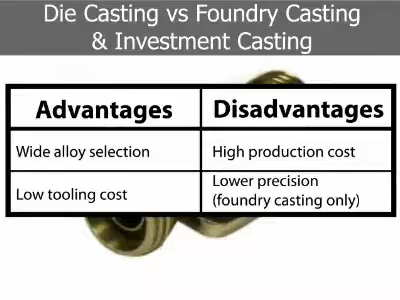 Die Casting vs Foundry Casting
& Investment Casting
Advantages
Disadvantages
Wide alloy selection
High production cost
Low tooling cost
Lower precision
(foundry casting only)